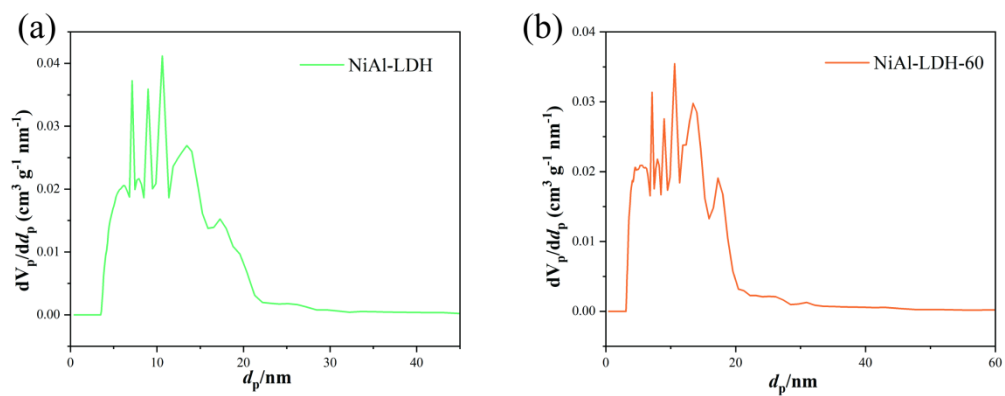 (a)
NiAl-LDH
dVₚ/ddₚ (cm³ g⁻¹ nm⁻¹)
0.04
0.03
0.02
0.01
0.00
0
10
20
30
40
dₚ/nm
(b)
NiAl-LDH-60
dVₚ/ddₚ (cm³ g⁻¹ nm⁻¹)
0.04
0.03
0.02
0.01
0.00
0
20
40
60
dₚ/nm